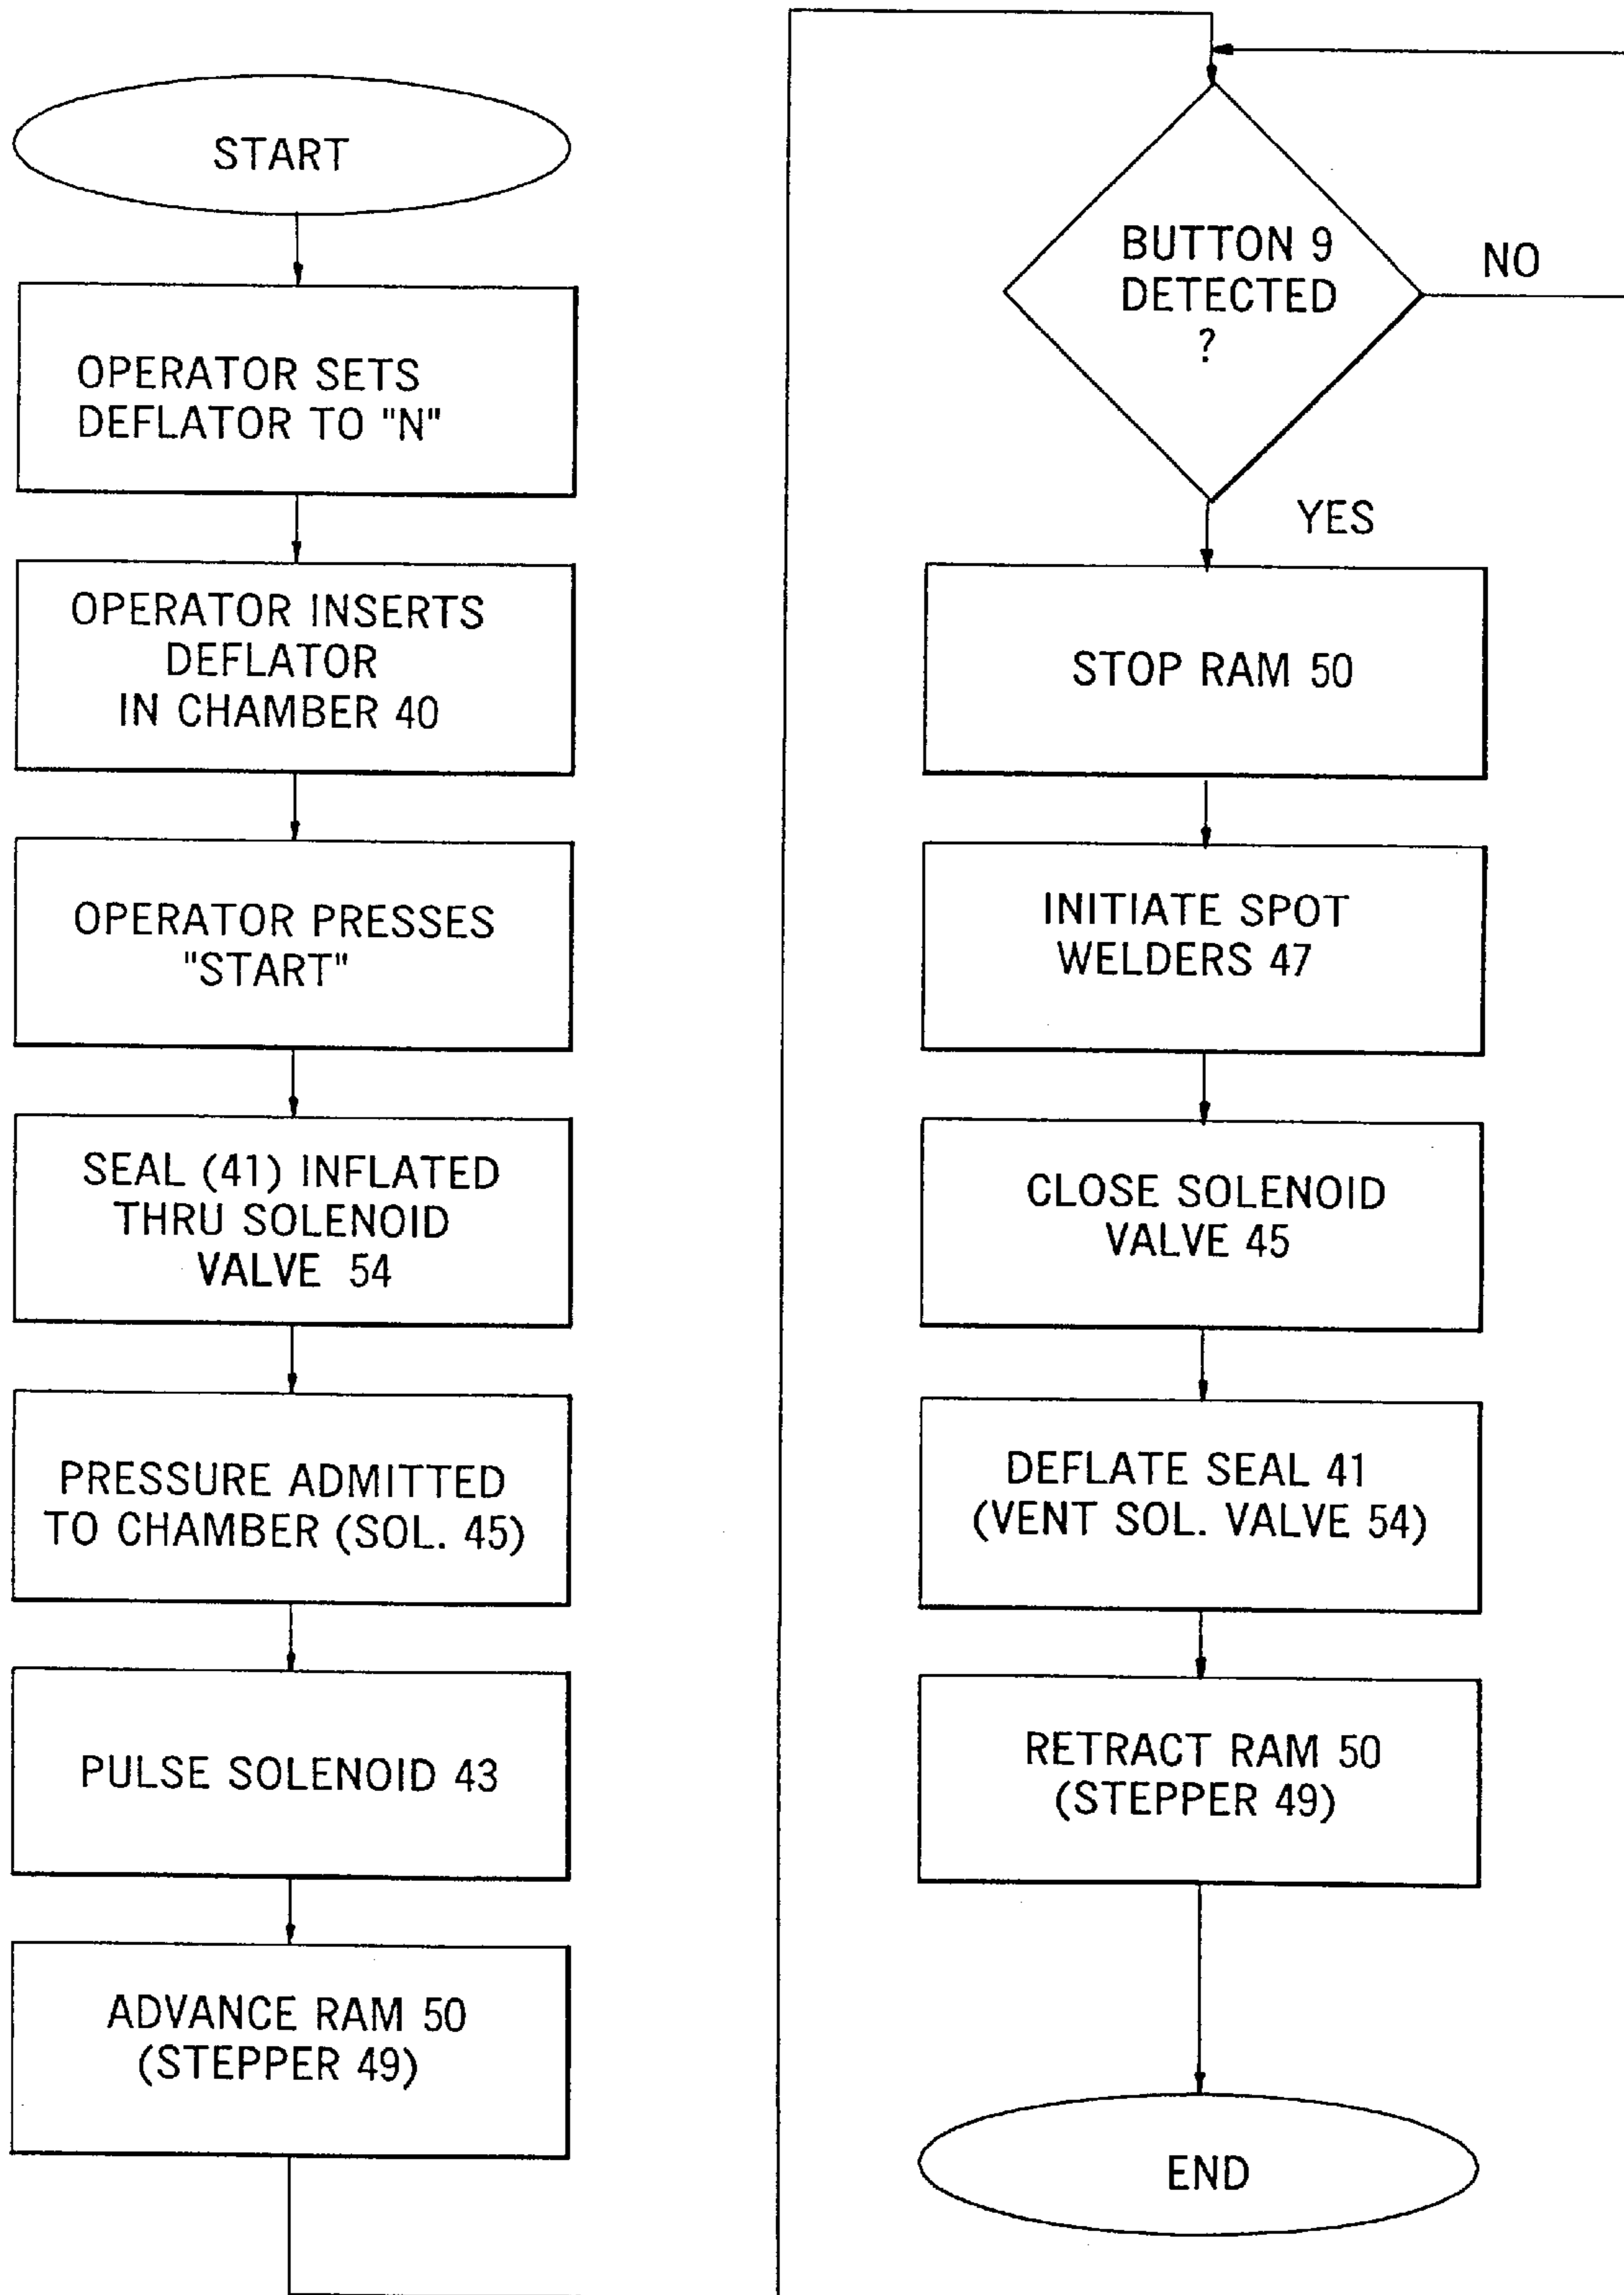 START
OPERATOR SETS
DEFLATOR TO "N"
OPERATOR INSERTS
DEFLATOR
IN CHAMBER 40
OPERATOR PRESSES
"START"
SEAL (41) INFLATED
THRU SOLENOID
VALVE 54
PRESSURE ADMITTED
TO CHAMBER (SOL. 45)
PULSE SOLENOID 43
ADVANCE RAM 50
(STEPPER 49)
BUTTON 9
DETECTED
?
NO
YES
STOP RAM 50
INITIATE SPOT
WELDERS 47
CLOSE SOLENOID
VALVE 45
DEFLATE SEAL 41
(VENT SOL. VALVE 54)
RETRACT RAM 50
(STEPPER 49)
END